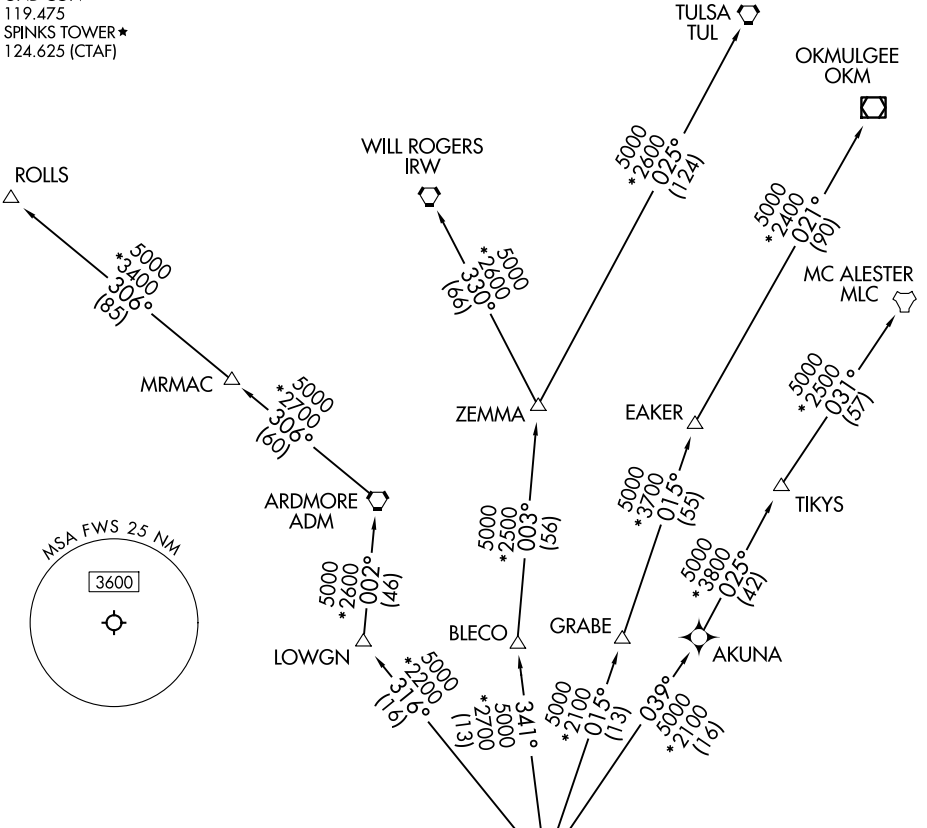 119.475
SPINKS TOWER★
124.625 (CTAF)
TULSA
TUL
OKMULGEE
OKM
WILL ROGERS
IRW
5000
*2600
025°
(124)
ROLLS
5000
*2400
021°
(90)
5000
*3400
306°
(85)
5000
*2600
330°
(66)
MC ALESTER
MLC
MRMAC
5000
*2700
306°
(60)
ZEMMA
EAKER
5000
*2500
031°
(57)
ARDMORE
ADM
5000
*2500
003°
(56)
5000
*3700
015°
(55)
TIKYS
MSA FWS 25 NM
3600
5000
*2600
002°
(46)
5000
*3800
025°
(42)
LOWGN
BLECO
GRABE
AKUNA
5000
*2200
316°
(16)
341°
5000
*2700
(13)
5000
*2100
015°
(13)
039°
5000
*2100
(16)